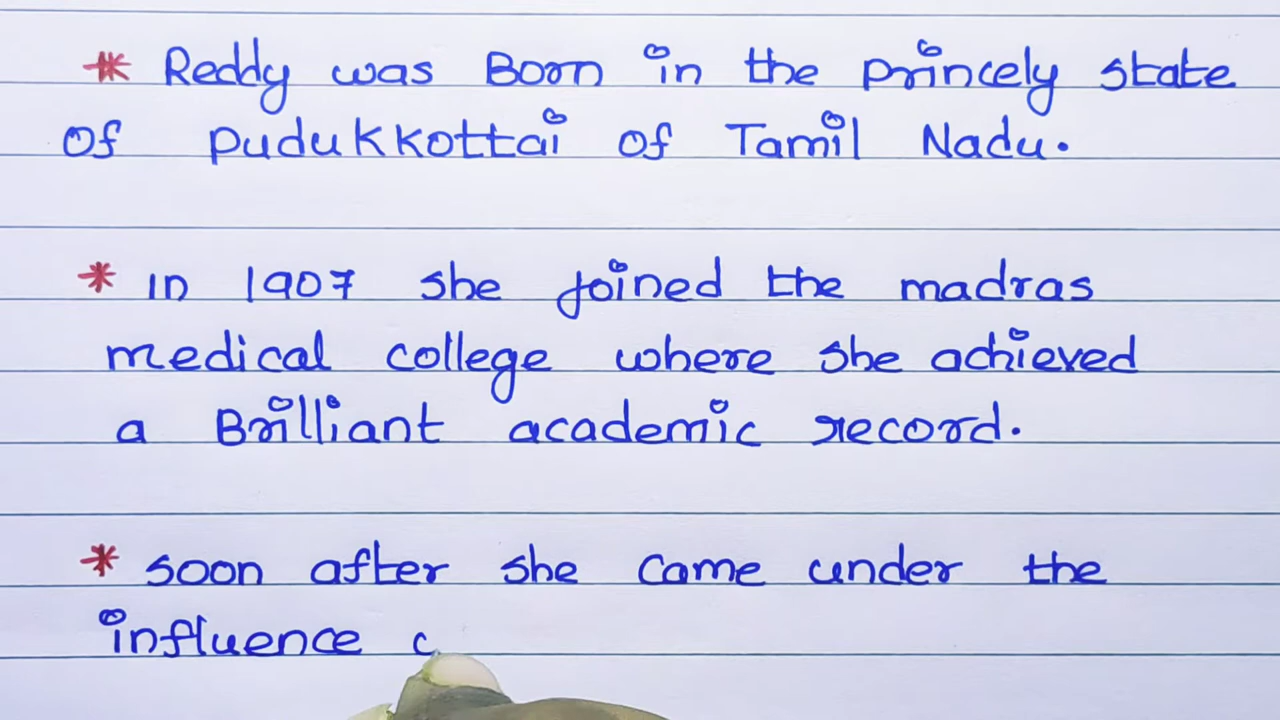 * Reddy was Born in the princely state
of pudukkottai of Tamil Nadu.
* In 1907 she joined the madras
medical college where she achieved
a Brilliant academic record.
* soon after she came under the
influence